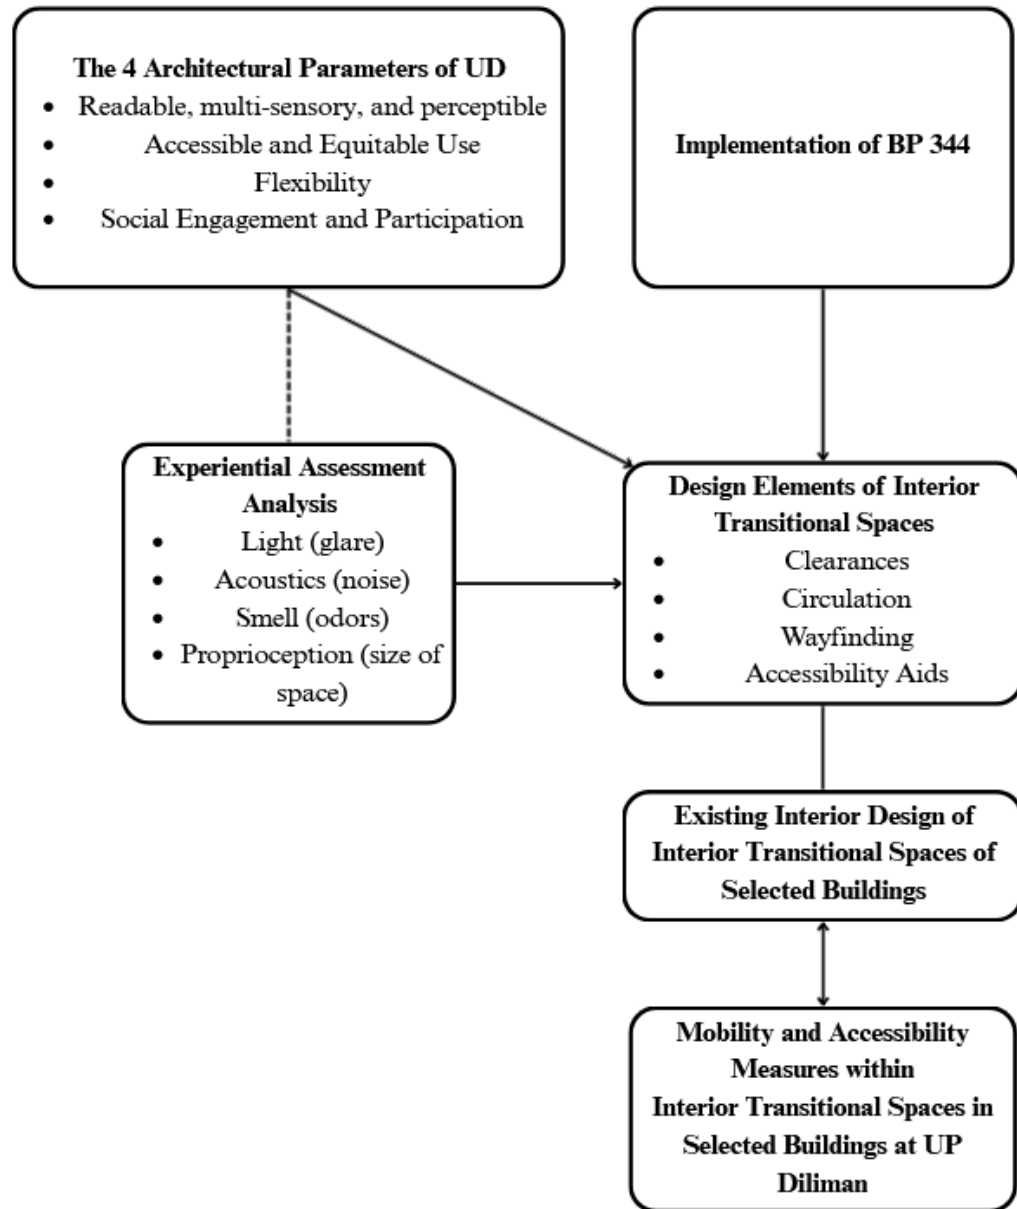 The 4 Architectural Parameters of UD
• Readable, multi-sensory, and perceptible
• Accessible and Equitable Use
• Flexibility
• Social Engagement and Participation
Implementation of BP 344
Experiential Assessment
Analysis
• Light (glare)
• Acoustics (noise)
• Smell (odors)
• Proprioception (size of
space)
Design Elements of Interior
Transitional Spaces
• Clearances
• Circulation
• Wayfinding
• Accessibility Aids
Existing Interior Design of
Interior Transitional Spaces of
Selected Buildings
Mobility and Accessibility
Measures within
Interior Transitional Spaces in
Selected Buildings at UP
Diliman